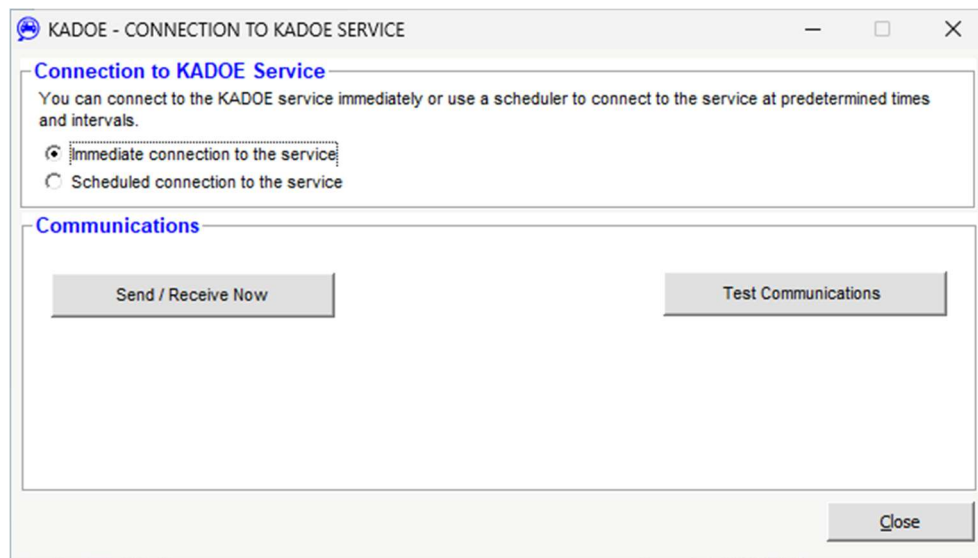 KADOE - CONNECTION TO KADOE SERVICE
Connection to KADOE Service
You can connect to the KADOE service immediately or use a scheduler to connect to the service at predetermined times
and intervals.
Immediate connection to the service
Scheduled connection to the service
Communications
Send / Receive Now
Test Communications
Close